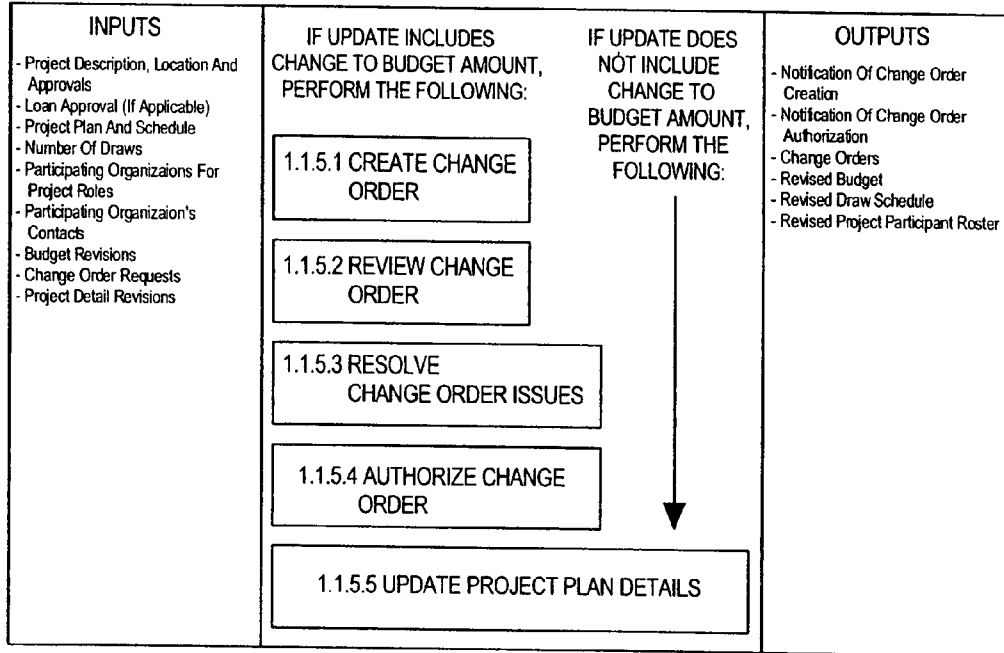 INPUTS
- Project Description, Location And
Approvals
- Loan Approval (If Applicable)
- Project Plan And Schedule
- Number Of Draws
- Participating Organizaions For
Project Roles
- Participating Organizaion's
Contacts
- Budget Revisions
- Change Order Requests
- Project Detail Revisions
IF UPDATE INCLUDES
CHANGE TO BUDGET AMOUNT,
PERFORM THE FOLLOWING:
1.1.5.1 CREATE CHANGE
ORDER
1.1.5.2 REVIEW CHANGE
ORDER
1.1.5.3 RESOLVE
CHANGE ORDER ISSUES
1.1.5.4 AUTHORIZE CHANGE
ORDER
1.1.5.5 UPDATE PROJECT PLAN DETAILS
IF UPDATE DOES
NOT INCLUDE
CHANGE TO
BUDGET AMOUNT,
PERFORM THE
FOLLOWING:
OUTPUTS
- Notification Of Change Order
Creation
- Notification Of Change Order
Authorization
- Change Orders
- Revised Budget
- Revised Draw Schedule
- Revised Project Participant Roster